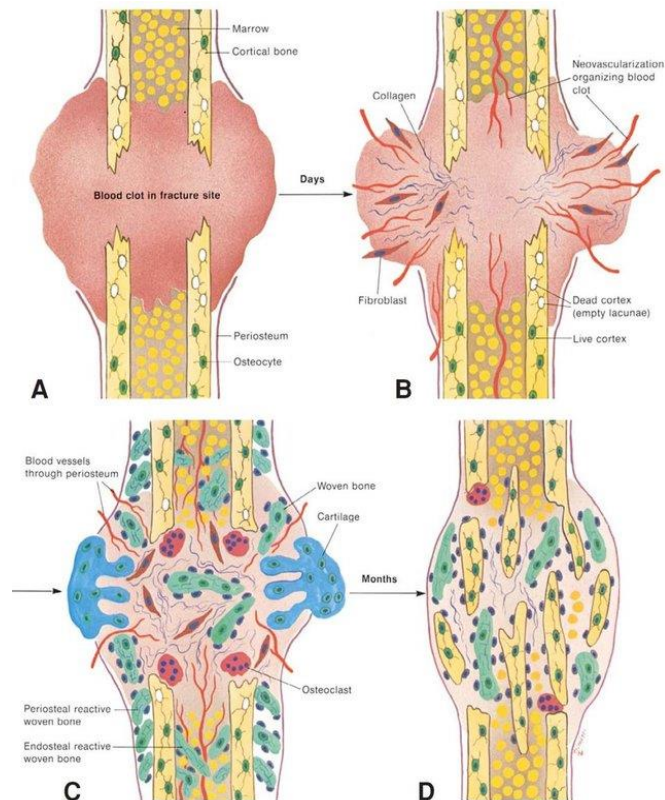 Marrow
Cortical bone
Blood clot in fracture site
Periosteum
Osteocyte
A
Days
Neovascularization
organizing blood
clot
Collagen
Fibroblast
Dead cortex
(empty lacunae)
Live cortex
B
Blood vessels
through periosteum
Woven bone
Cartilage
Osteoclast
Periosteal reactive
woven bone
Endosteal reactive
woven bone
C
Months
D